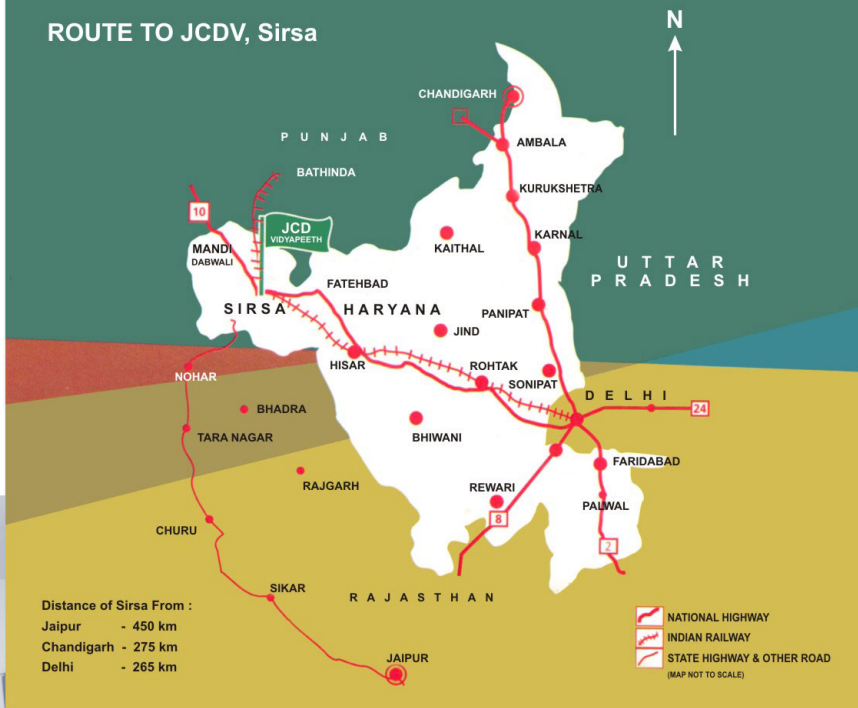 ROUTE TO JCDV, Sirsa
N
CHANDIGARH
PUNJAB
AMBALA
BATHINDA
KURUKSHETRA
10
JCD
VIDYAPEETH
KAITHAL
KARNAL
MANDI
DABWALI
UTTAR
PRADESH
FATEHBAD
SIRSA
HARYANA
PANIPAT
JIND
HISAR
ROHTAK
NOHAR
SONIPAT
DELHI
24
BHADRA
TARA NAGAR
BHIWANI
FARIDABAD
RAJGARH
REWARI
PALWAL
8
CHURU
2
SIKAR
RAJASTHAN
Distance of Sirsa From :
Jaipur - 450 km
Chandigarh - 275 km
Delhi - 265 km
JAIPUR
NATIONAL HIGHWAY
INDIAN RAILWAY
STATE HIGHWAY & OTHER ROAD
(MAP NOT TO SCALE)